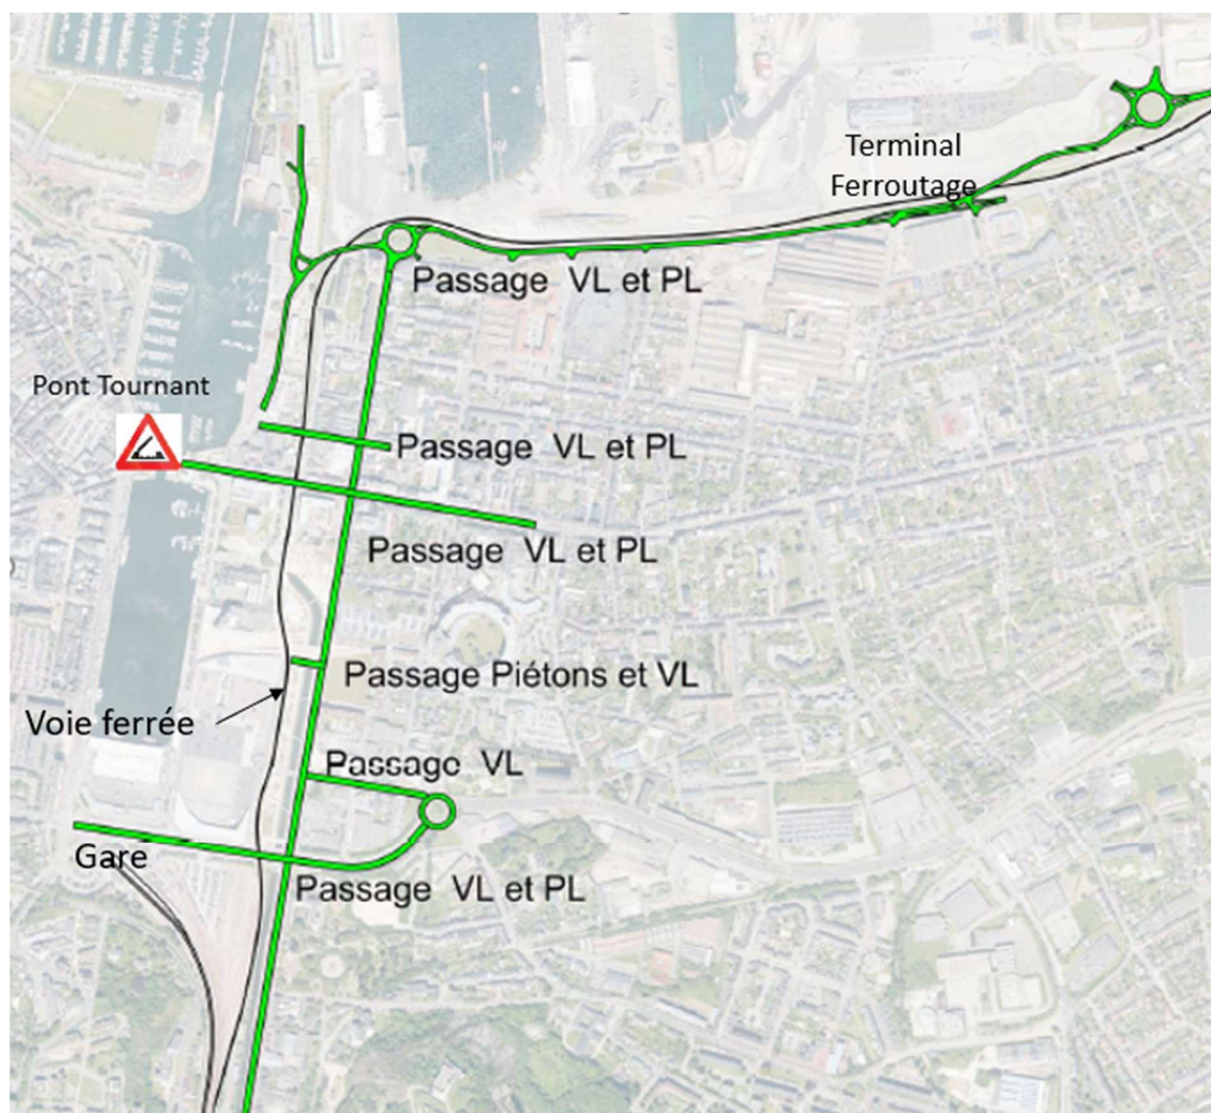 Terminal
Ferroutage
Passage VL et PL
Pont Tournant
Passage VL et PL
Passage VL et PL
Passage Piétons et VL
Voie ferrée
Passage VL
Gare
Passage VL et PL